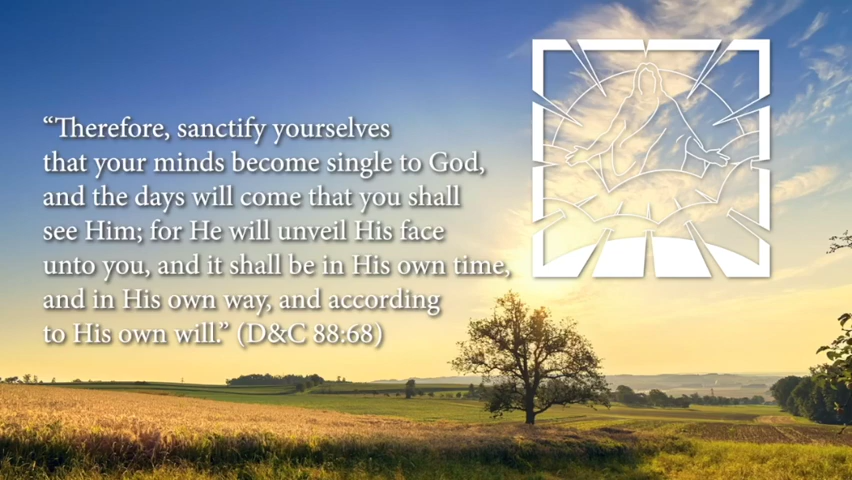 “Therefore, sanctify yourselves
that your minds become single to God,
and the days will come that you shall
see Him; for He will unveil His face
unto you, and it shall be in His own time,
and in His own way, and according
to His own will.” (D&C 88:68)